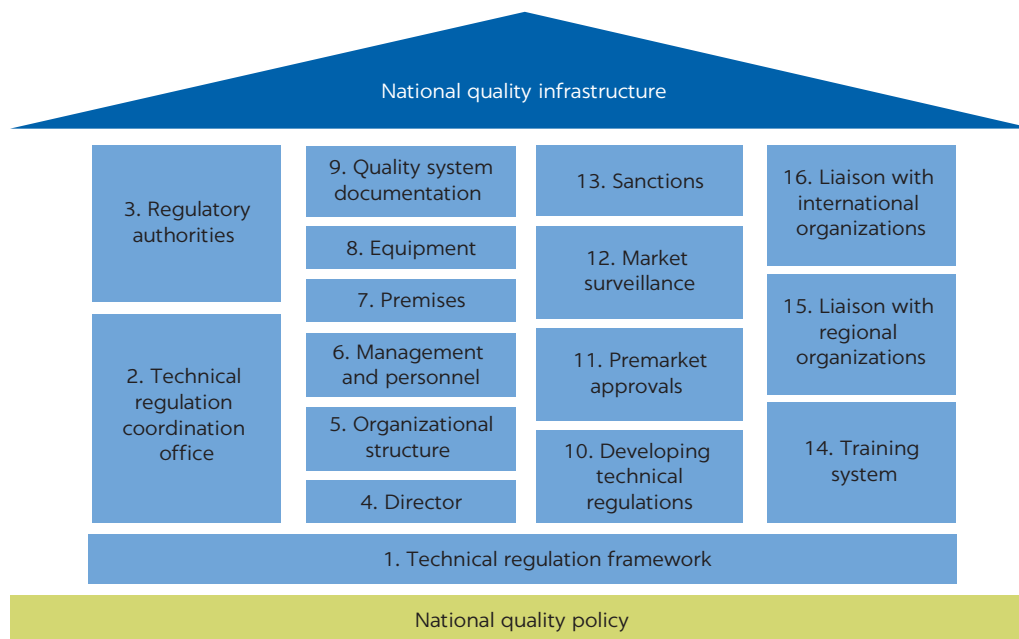 National quality infrastructure
3. Regulatory
authorities
2. Technical
regulation
coordination
office
9. Quality system
documentation
8. Equipment
7. Premises
6. Management
and personnel
5. Organizational
structure
4. Director
13. Sanctions
12. Market
surveillance
11. Premarket
approvals
10. Developing
technical
regulations
16. Liaison with
international
organizations
15. Liaison with
regional
organizations
14. Training
system
1. Technical regulation framework
National quality policy